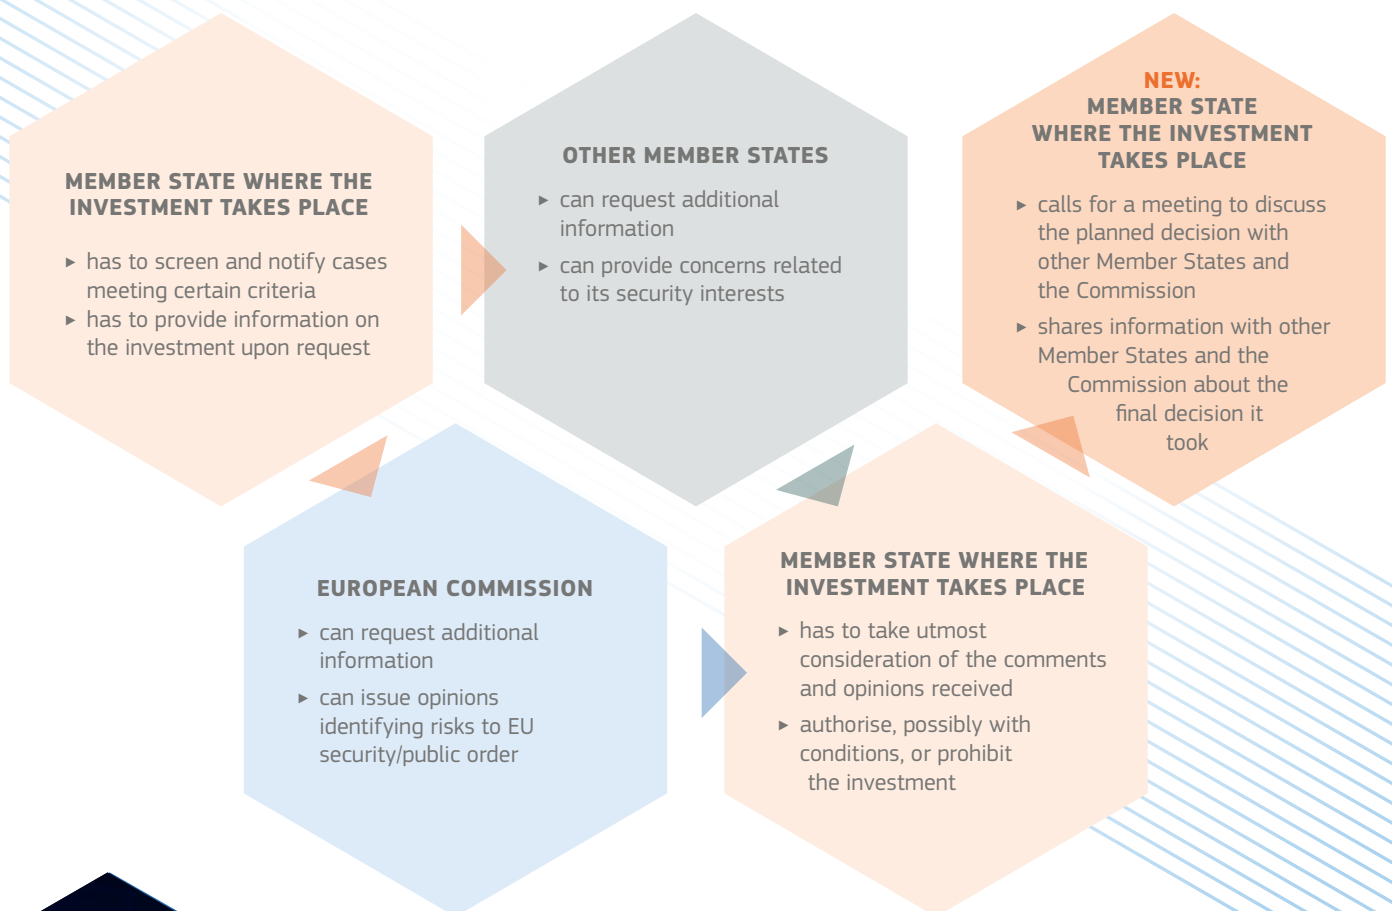 MEMBER STATE WHERE THE
INVESTMENT TAKES PLACE
▸ has to screen and notify cases
meeting certain criteria
▸ has to provide information on
the investment upon request
OTHER MEMBER STATES
▸ can request additional
information
▸ can provide concerns related
to its security interests
NEW:
MEMBER STATE
WHERE THE INVESTMENT
TAKES PLACE
▸ calls for a meeting to discuss
the planned decision with
other Member States and
the Commission
▸ shares information with other
Member States and the
Commission about the
final decision it
took
EUROPEAN COMMISSION
▸ can request additional
information
▸ can issue opinions
identifying risks to EU
security/public order
MEMBER STATE WHERE THE
INVESTMENT TAKES PLACE
▸ has to take utmost
consideration of the comments
and opinions received
▸ authorise, possibly with
conditions, or prohibit
the investment